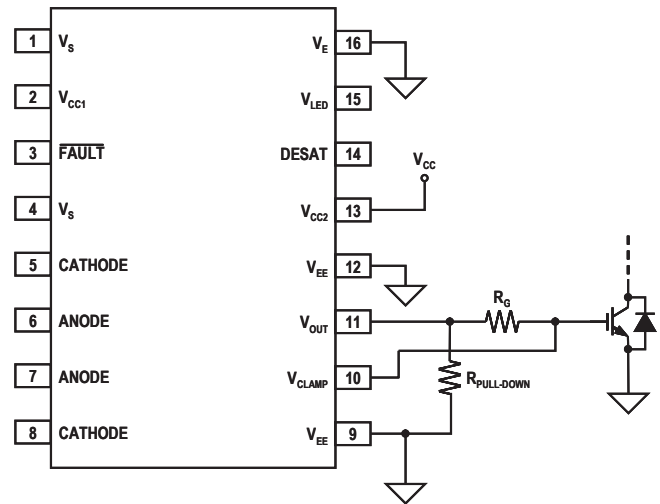 1 VS VE 16
2 VCC1 VLED 15
3 FAULT DESAT 14
VCC
4 VS VCC2 13
5 CATHODE VEE 12
RG
6 ANODE VOUT 11
7 ANODE VCLAMP 10
RPULL-DOWN
8 CATHODE VEE 9